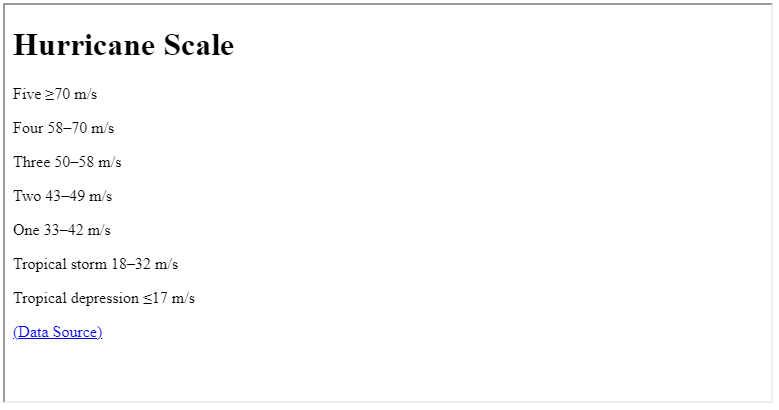 Hurricane Scale
Five ≥70 m/s
Four 58–70 m/s
Three 50–58 m/s
Two 43–49 m/s
One 33–42 m/s
Tropical storm 18–32 m/s
Tropical depression ≤17 m/s
(Data Source)